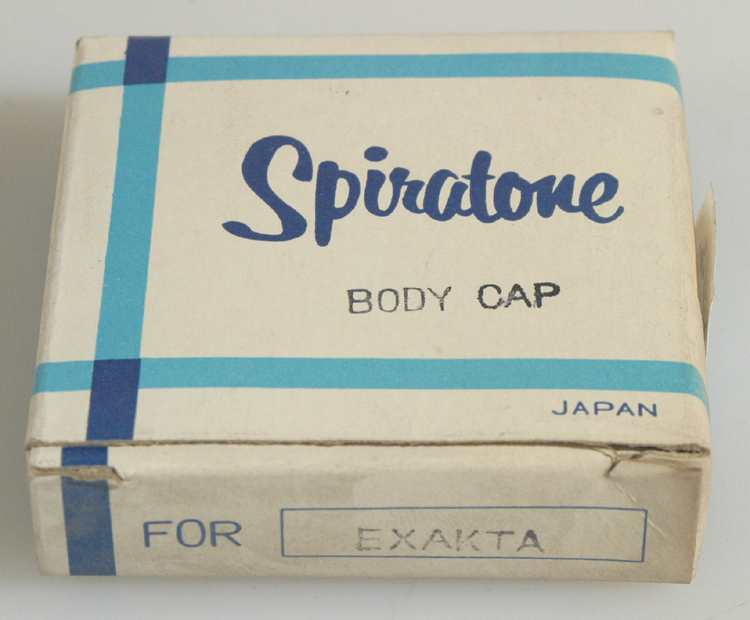 Spiratone
BODY CAP
JAPAN
FOR EXAKTA